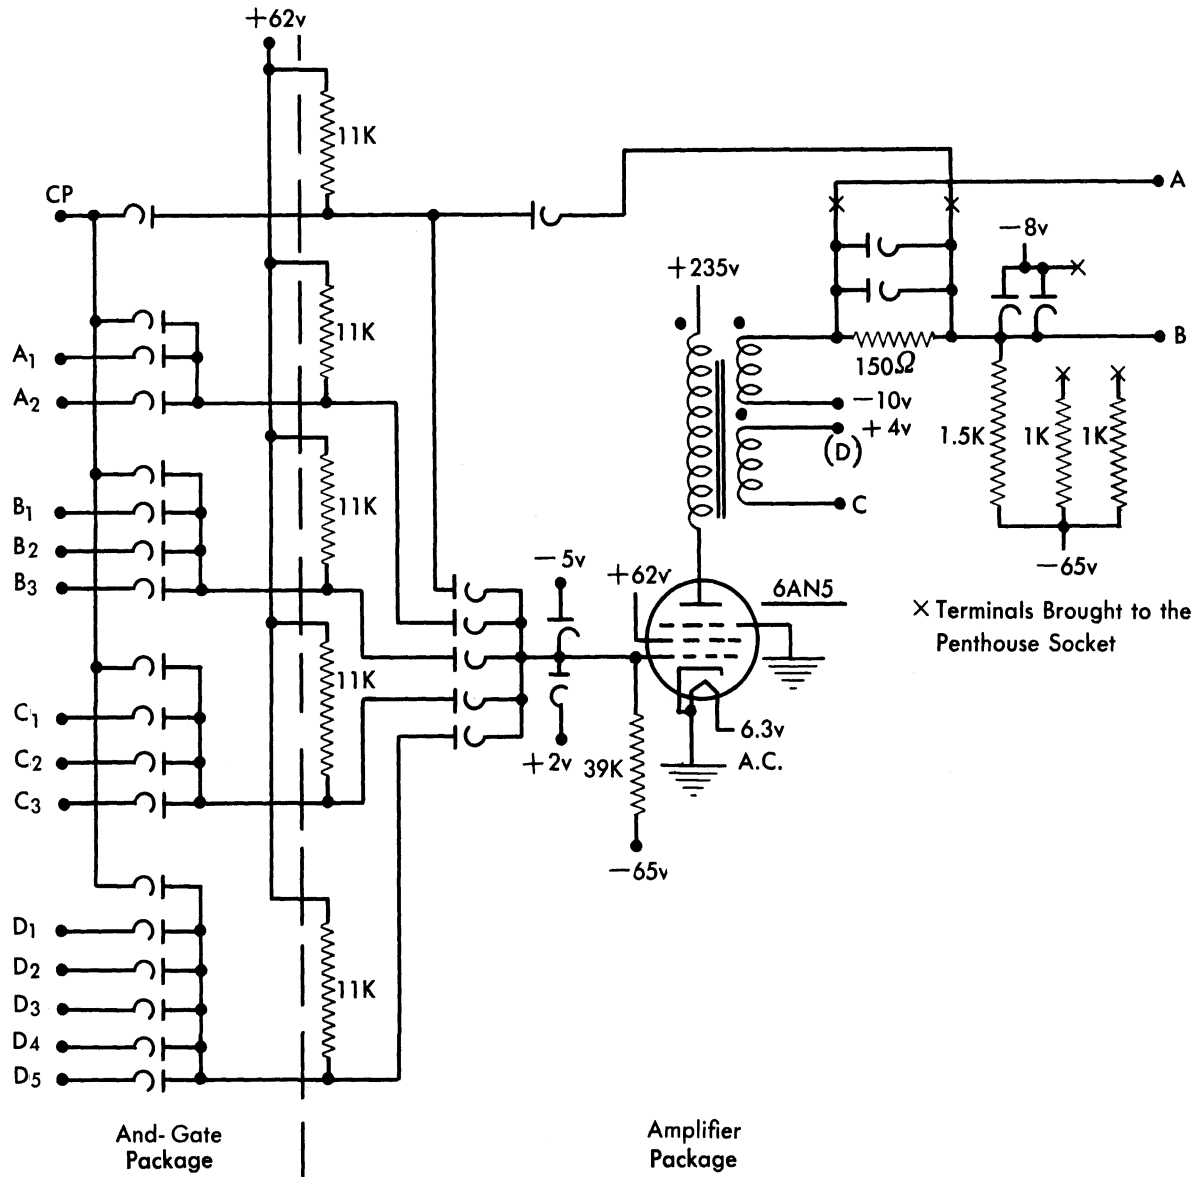 +62v
11K
CP
A
−8v
+235v
11K
A1
B
150Ω
A2
−10v
+4v
(D)
1.5K
1K
1K
B1
11K
C
B2
−5v
−65v
B3
+62v
6AN5
× Terminals Brought to the
Penthouse Socket
11K
C1
6.3v
C2
+2v
39K
A.C.
C3
−65v
D1
D2
11K
D3
D4
D5
And-Gate
Package
Amplifier
Package